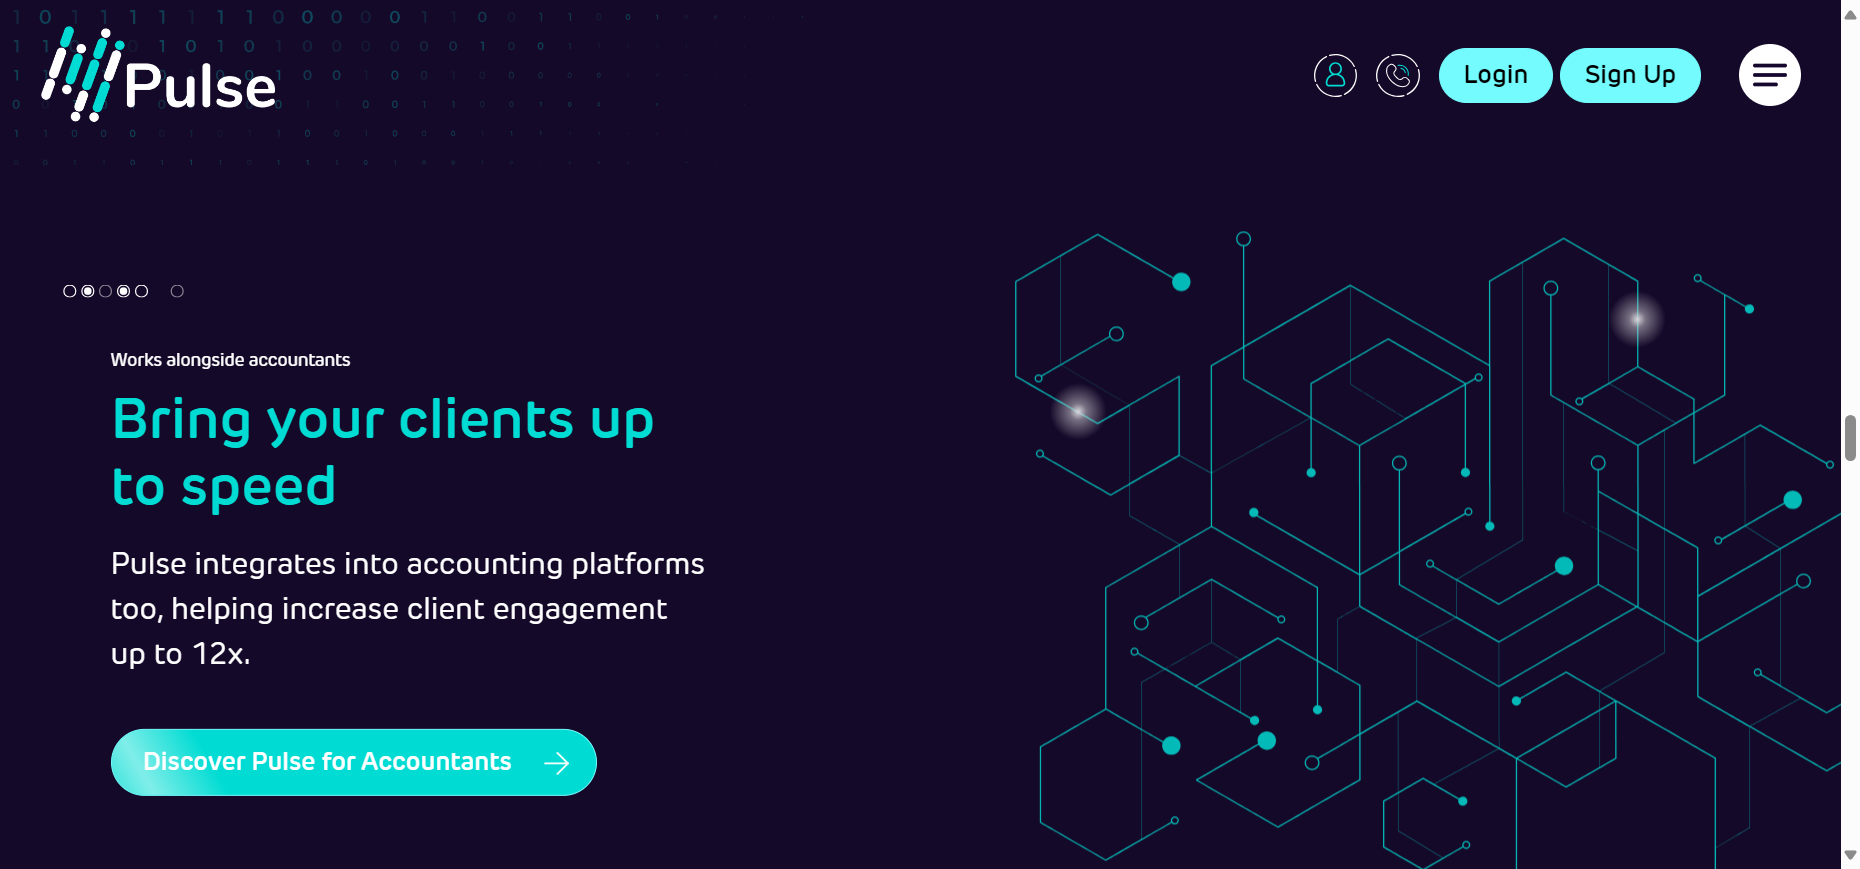 Pulse
Login
Sign Up
Works alongside accountants
Bring your clients up
to speed
Pulse integrates into accounting platforms
too, helping increase client engagement
up to 12x.
Discover Pulse for Accountants